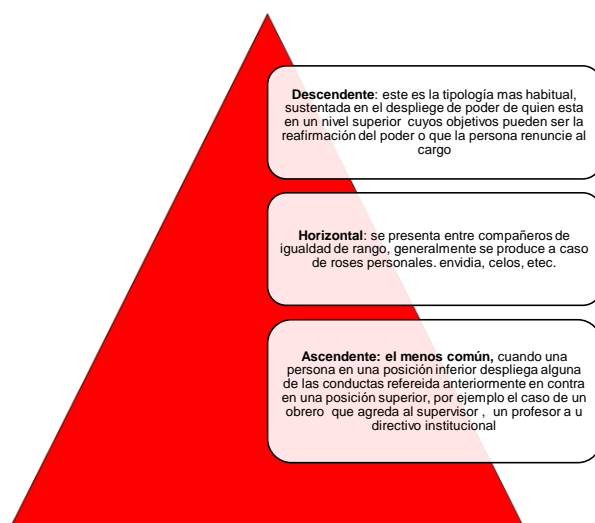 Descendente: este es la tipología mas habitual,
sustentada en el despliege de poder de quien esta
en un nivel superior cuyos objetivos pueden ser la
reafirmación del poder o que la persona renuncie al
cargo
Horizontal: se presenta entre compañeros de
igualdad de rango, generalmente se produce a caso
de roses personales. envidia, celos, etec.
Ascendente: el menos común, cuando una
persona en una posición inferior despliega alguna
de las conductas refereida anteriormente en contra
en una posición superior, por ejemplo el caso de un
obrero que agreda al supervisor , un profesor a u
directivo institucional